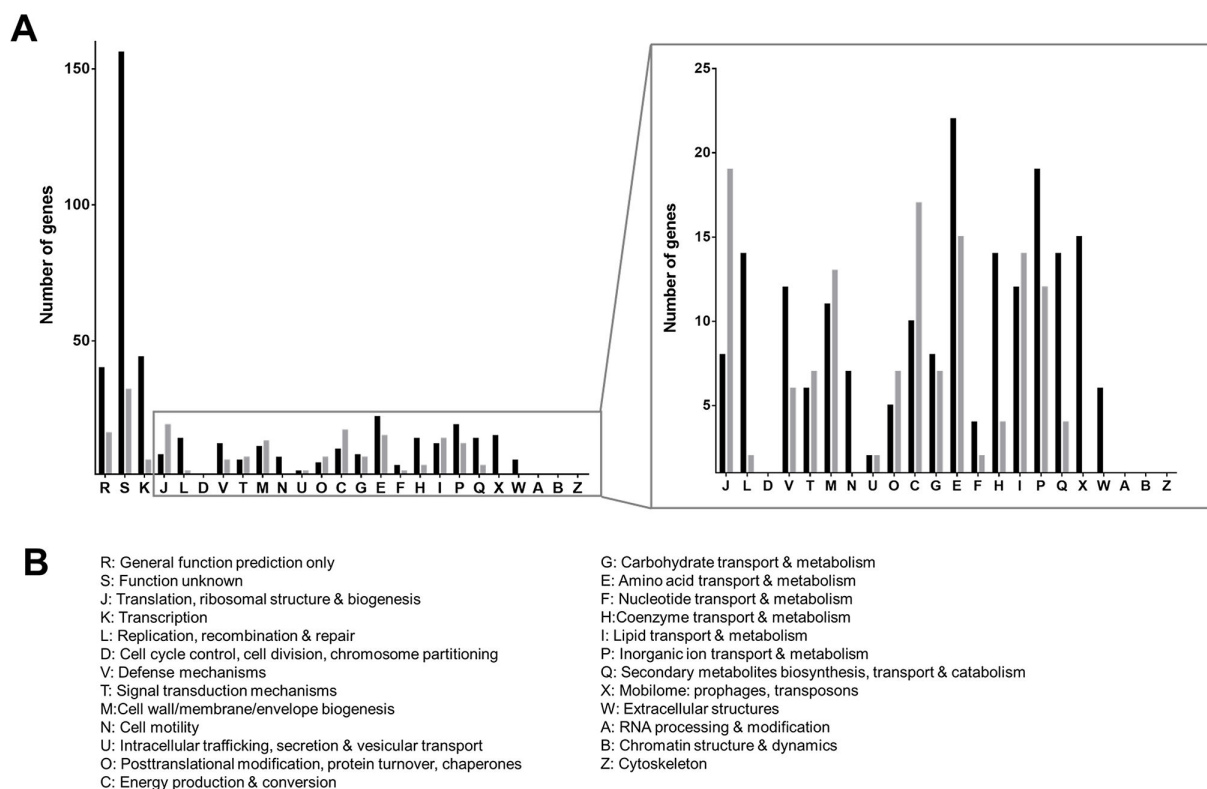 A
150
100
50
Number of genes
R S K J L D V T M N U O C G E F H I P Q X W A B Z
25
20
15
10
5
Number of genes
J L D V T M N U O C G E F H I P Q X W A B Z
B
R: General function prediction only
S: Function unknown
J: Translation, ribosomal structure & biogenesis
K: Transcription
L: Replication, recombination & repair
D: Cell cycle control, cell division, chromosome partitioning
V: Defense mechanisms
T: Signal transduction mechanisms
M:Cell wall/membrane/envelope biogenesis
N: Cell motility
U: Intracellular trafficking, secretion & vesicular transport
O: Posttranslational modification, protein turnover, chaperones
C: Energy production & conversion
G: Carbohydrate transport & metabolism
E: Amino acid transport & metabolism
F: Nucleotide transport & metabolism
H:Coenzyme transport & metabolism
I: Lipid transport & metabolism
P: Inorganic ion transport & metabolism
Q: Secondary metabolites biosynthesis, transport & catabolism
X: Mobilome: prophages, transposons
W: Extracellular structures
A: RNA processing & modification
B: Chromatin structure & dynamics
Z: Cytoskeleton